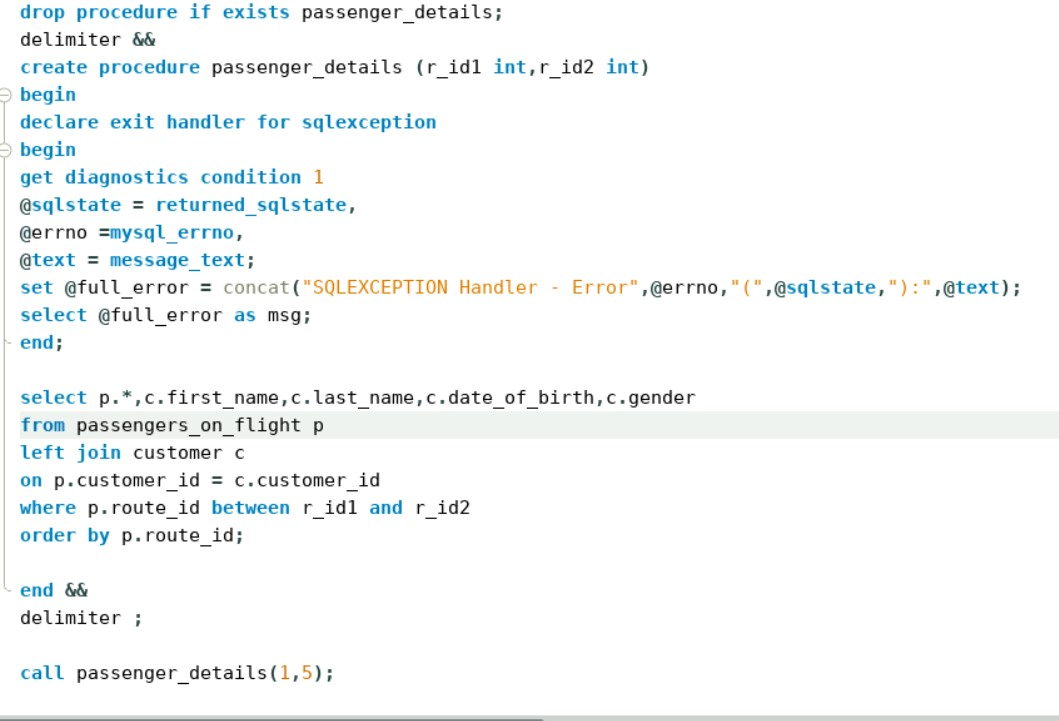 drop procedure if exists passenger_details;
delimiter &&
create procedure passenger_details (r_id1 int,r_id2 int)
begin
declare exit handler for sqlexception
begin
get diagnostics condition 1
@sqlstate = returned_sqlstate,
@errno =mysql_errno,
@text = message_text;
set @full_error = concat("SQLEXCEPTION Handler - Error",@errno,"(",@sqlstate,"):",@text);
select @full_error as msg;
end;
select p.*,c.first_name,c.last_name,c.date_of_birth,c.gender
from passengers_on_flight p
left join customer c
on p.customer_id = c.customer_id
where p.route_id between r_id1 and r_id2
order by p.route_id;
end &&
delimiter ;
call passenger_details(1,5);